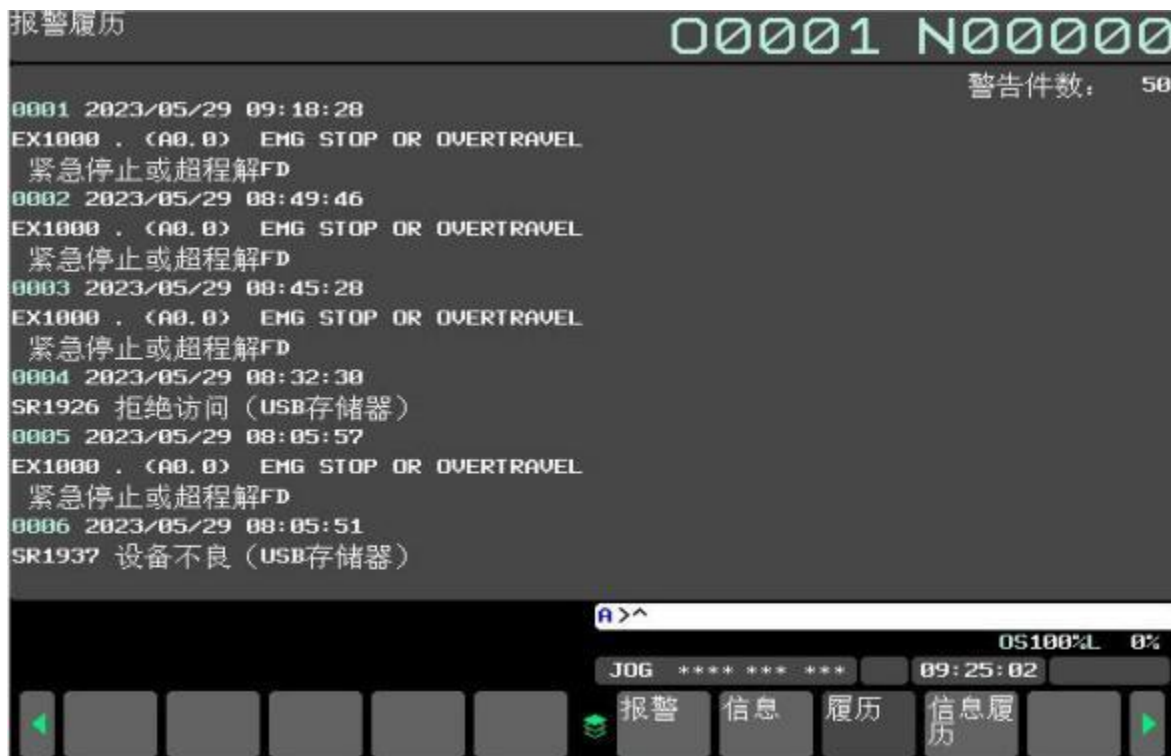 报警履历
O0001 N00000
警告件数: 50
0001 2023/05/29 09:18:28
EX1000 . (A0.0) EMG STOP OR OVERTRAVEL
紧急停止或超程解FD
0002 2023/05/29 08:49:46
EX1000 . (A0.0) EMG STOP OR OVERTRAVEL
紧急停止或超程解FD
0003 2023/05/29 08:45:28
EX1000 . (A0.0) EMG STOP OR OVERTRAVEL
紧急停止或超程解FD
0004 2023/05/29 08:32:30
SR1926 拒绝访问(USB存储器)
0005 2023/05/29 08:05:57
EX1000 . (A0.0) EMG STOP OR OVERTRAVEL
紧急停止或超程解FD
0006 2023/05/29 08:05:51
SR1937 设备不良(USB存储器)
A>^
OS100%L 0%
JOG **** *** *** 09:25:02
报警 信息 履历 信息履历